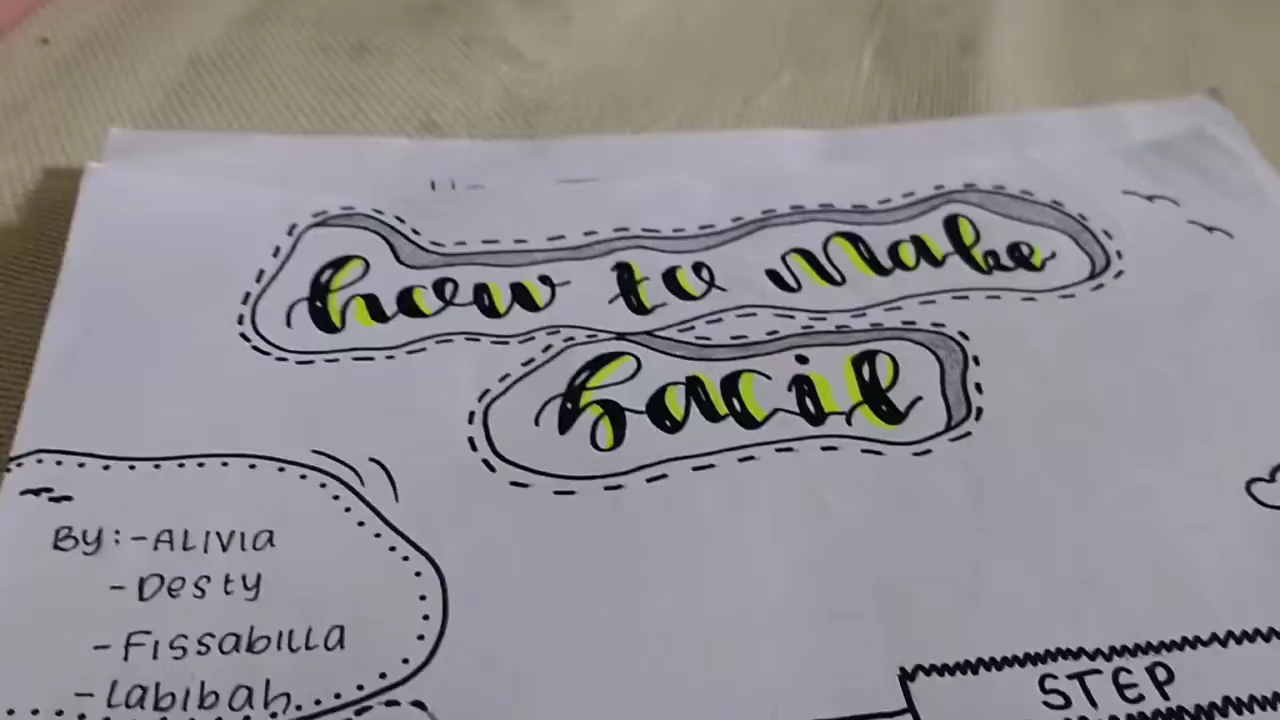 how to make
bacil
By:-ALIVIA
-Desty
-Fissabilla
-Labibah.
STEP